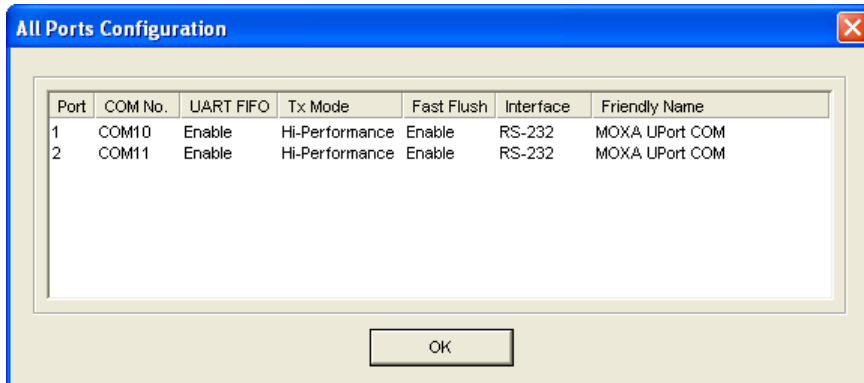 All Ports Configuration
Port COM No. UART FIFO Tx Mode Fast Flush Interface Friendly Name
1 COM10 Enable Hi-Performance Enable RS-232 MOXA UPort COM
2 COM11 Enable Hi-Performance Enable RS-232 MOXA UPort COM
OK